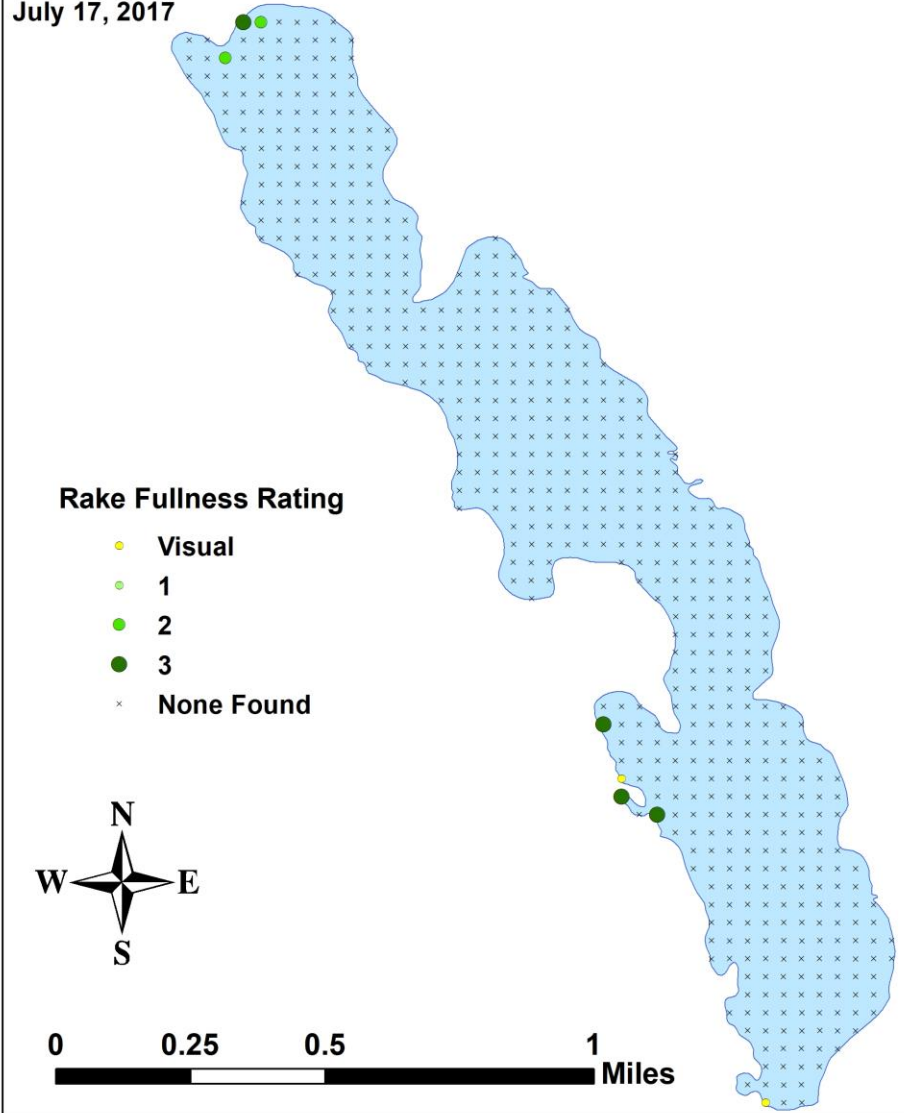 July 17, 2017
Rake Fullness Rating
Visual
1
2
3
None Found
N
W E
S
0 0.25 0.5 1
Miles